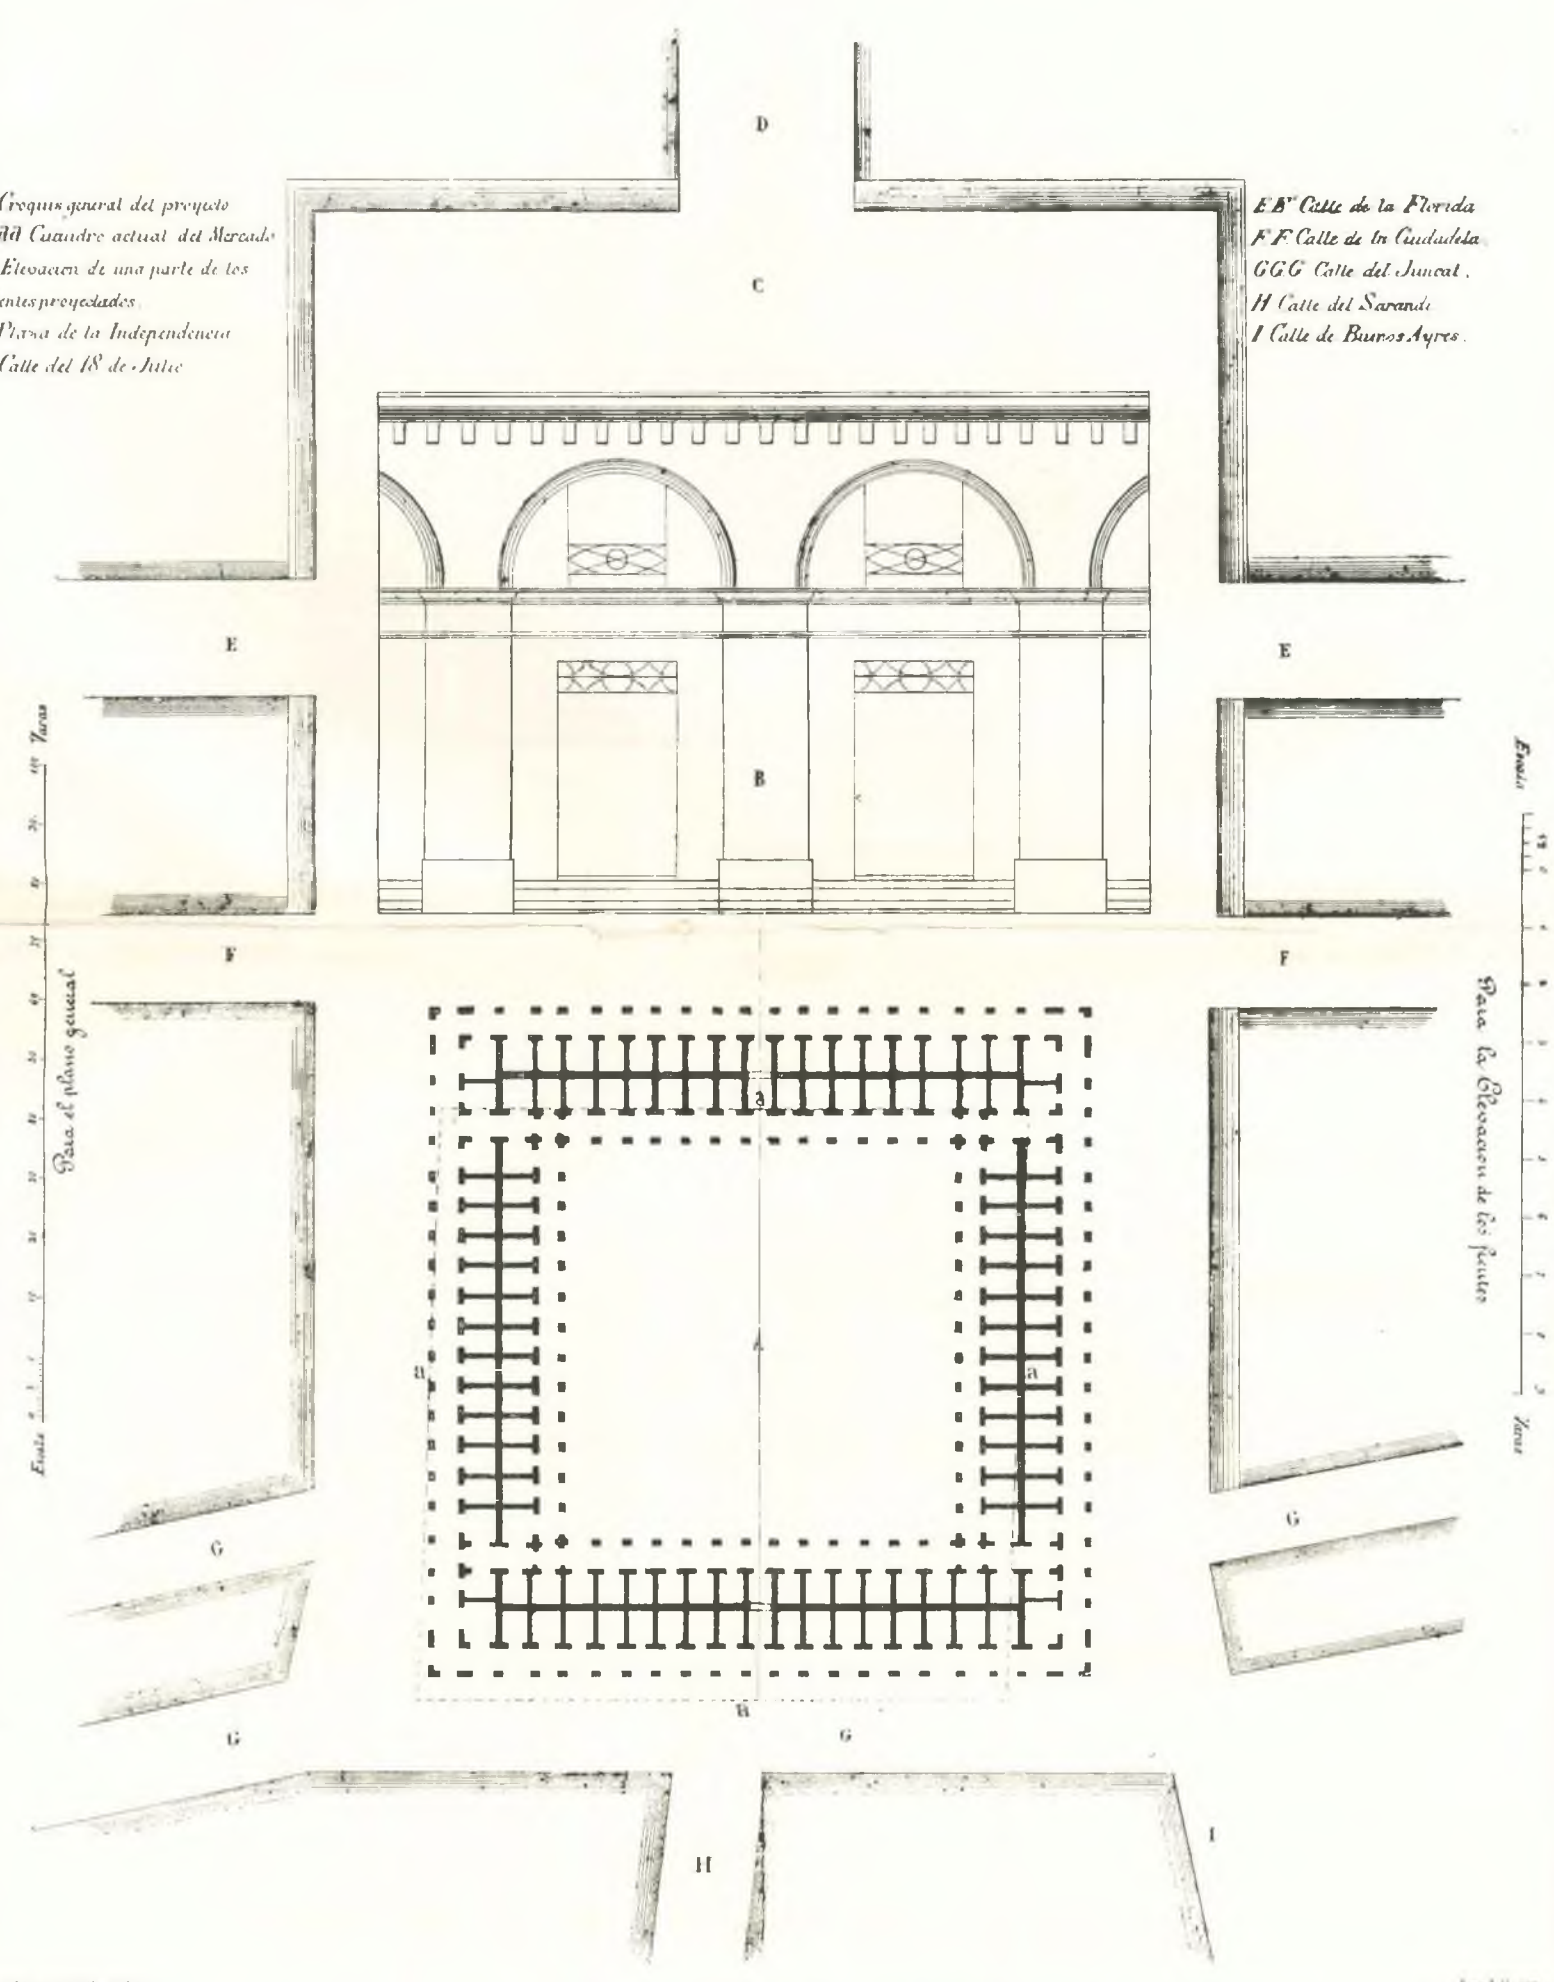 D
Croquis general del proyecto
Cuandro actual del Mercado
Elevacion de una parte de los
proyectados
Plaza de la Independencia
Calle del 18 de Julio
E E Calle de la Florida
F F Calle de la Ciudadela
G G G Calle del Juncal.
H Calle del Sarandi
I Calle de Buenos Ayres.
C
E
E
B
Varas
Escala
F
F
Para el plano general
Para la Elevacion de los frentes
a
A
a
a
Escala
Varas
G
G
a
G
G
H
I